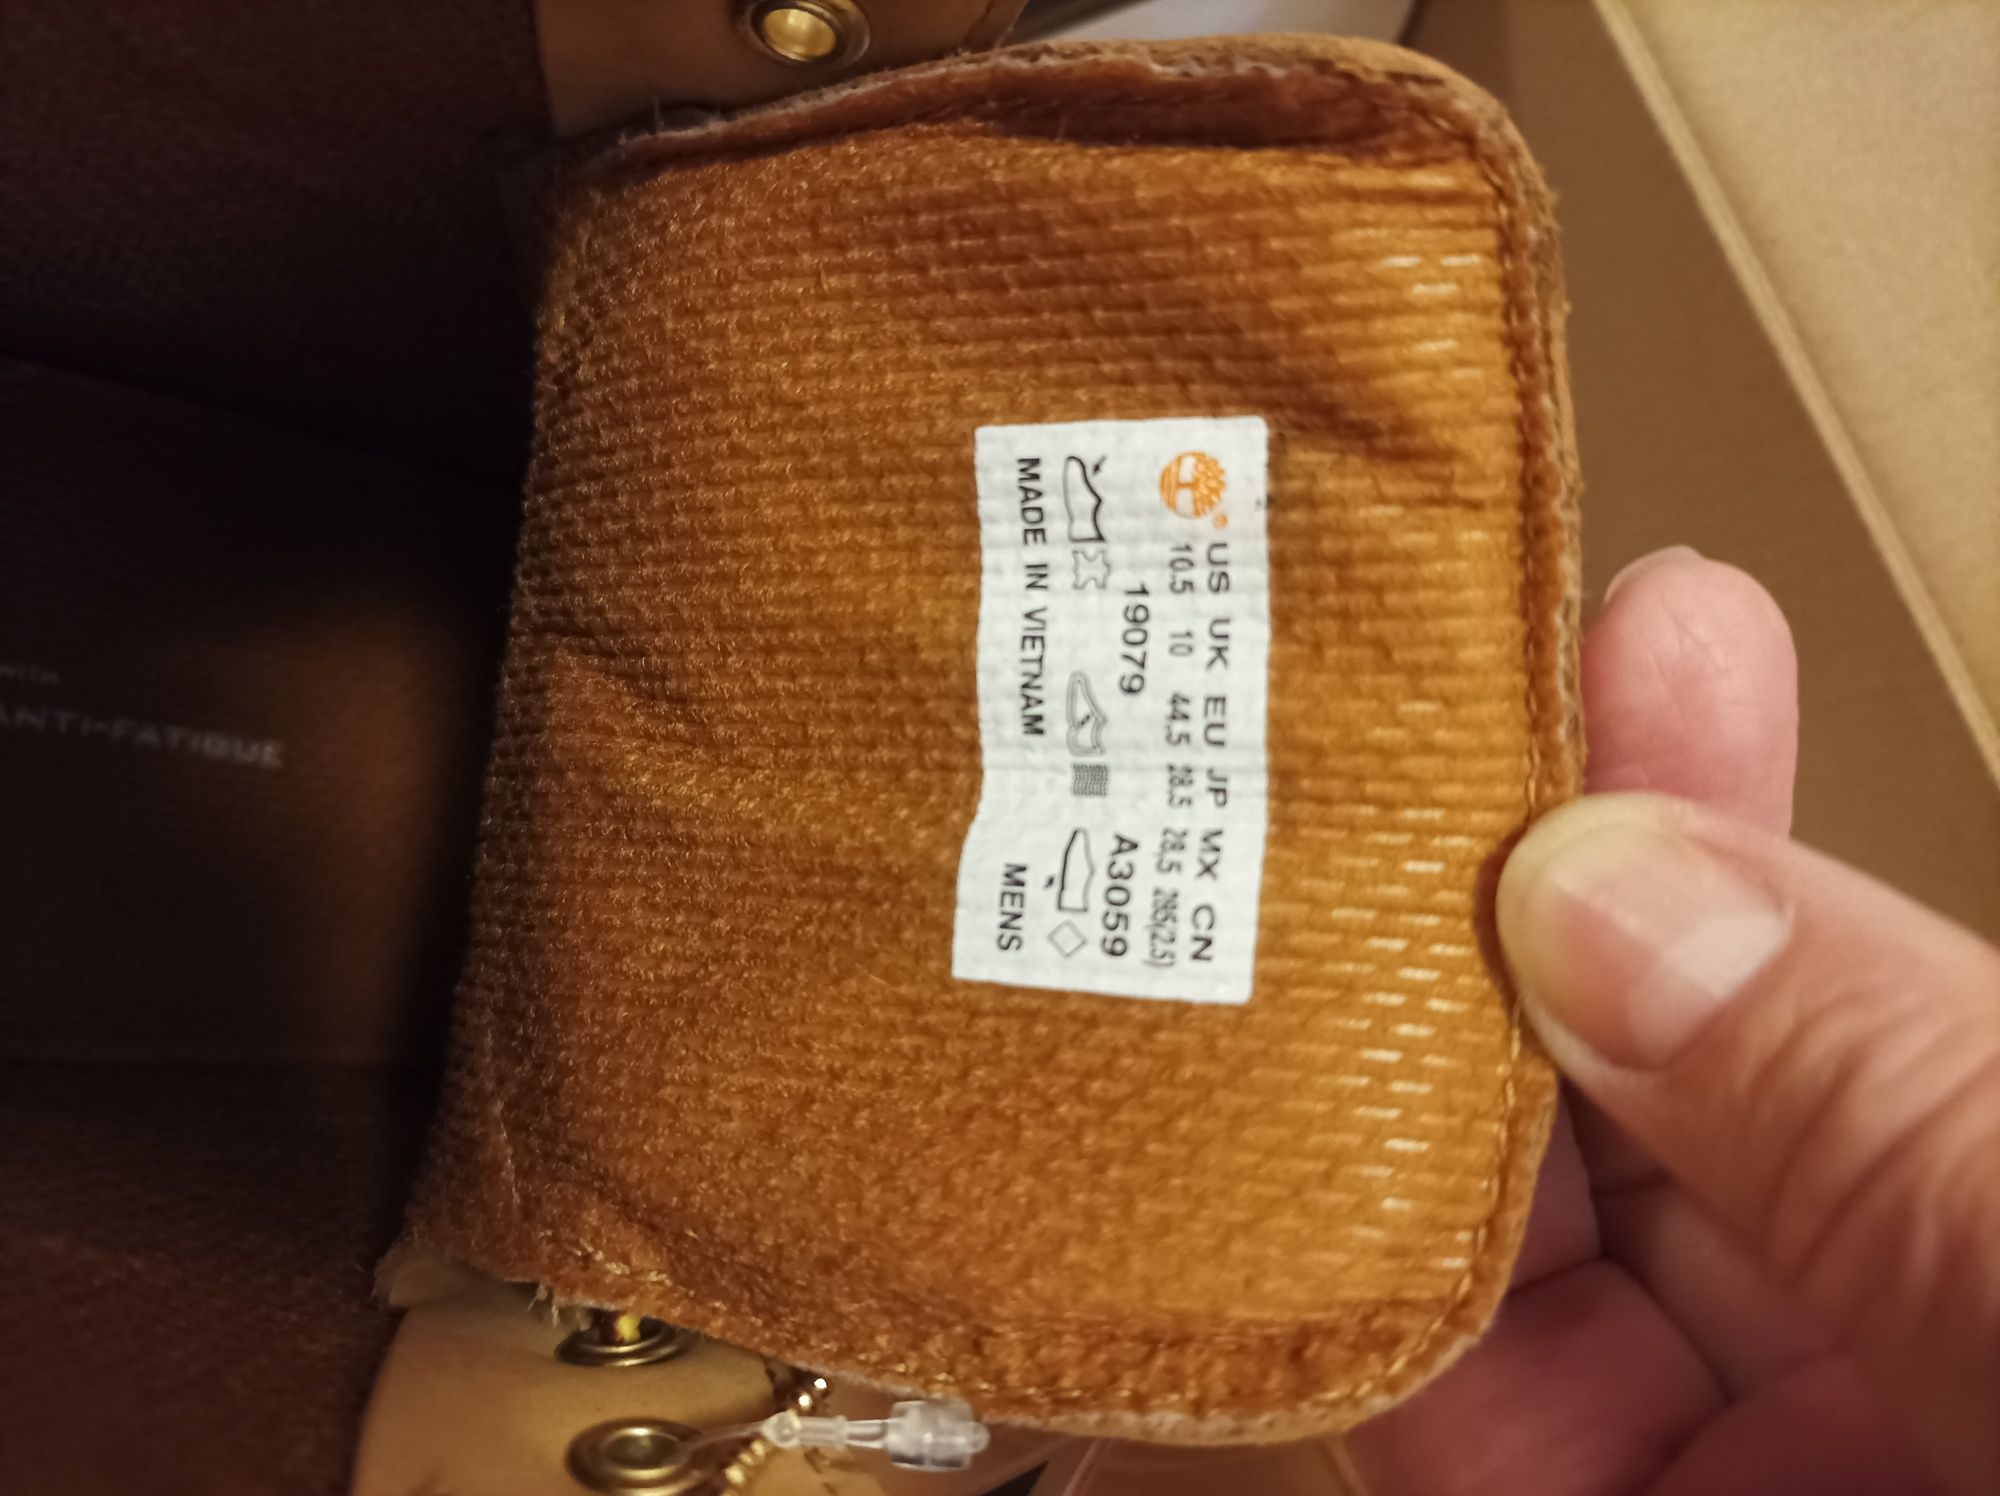 ® US UK EU JP MX CN
10.5 10 44.5 28.5 28.5 285(2.5)
19079 A3059
MADE IN VIETNAM MENS
WITH
ANTI-FATIGUE